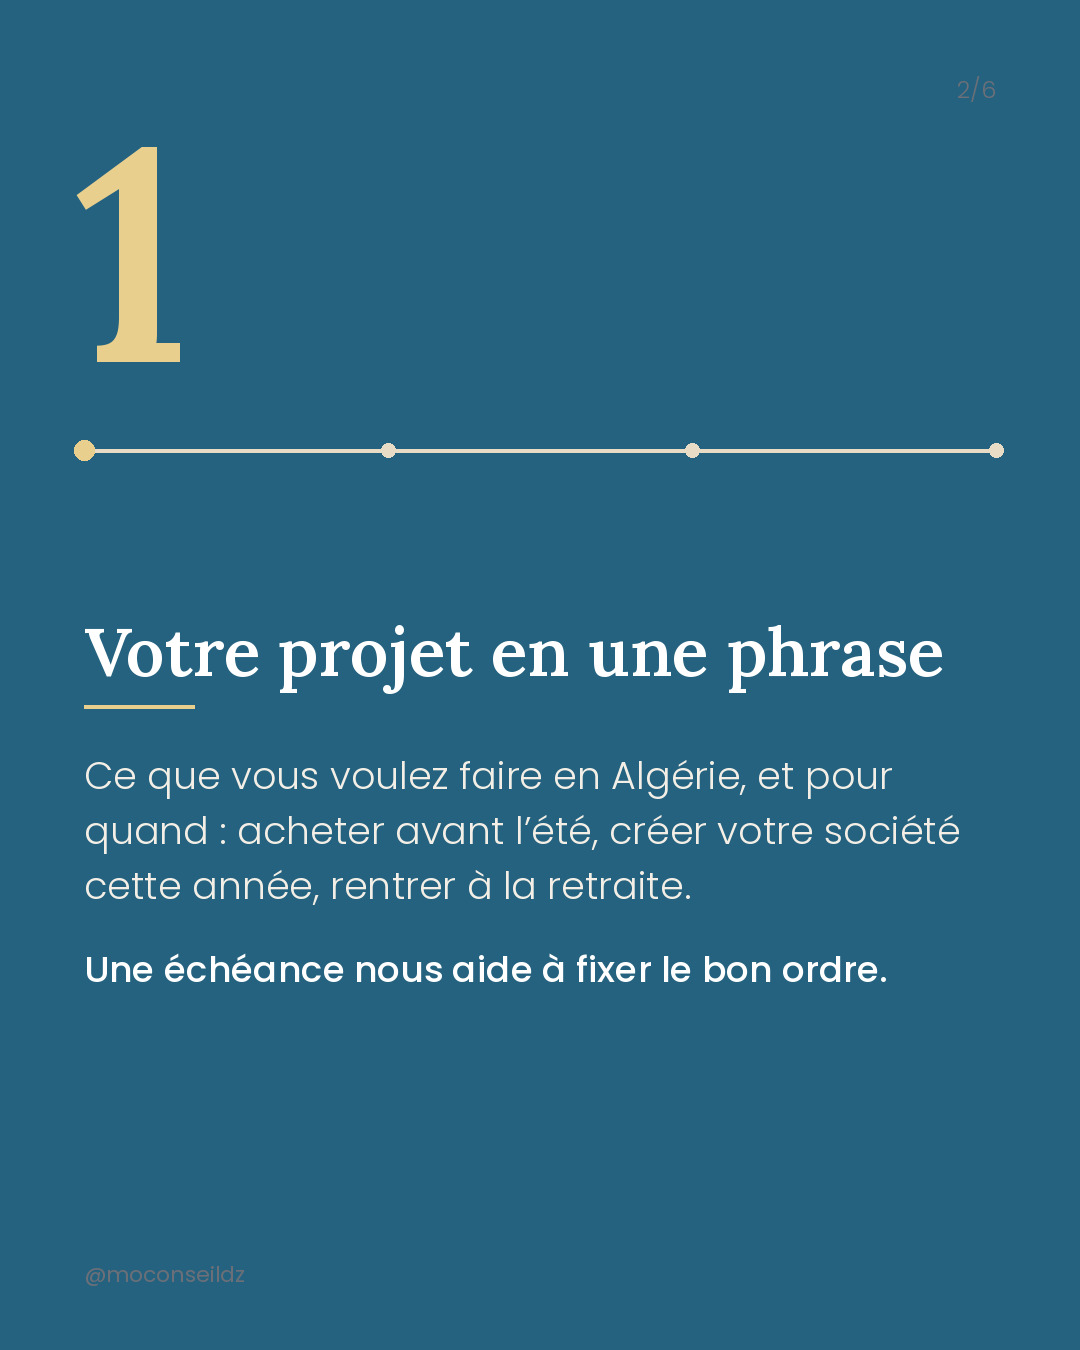 2/6
1
Votre projet en une phrase
Ce que vous voulez faire en Algérie, et pour
quand : acheter avant l’été, créer votre société
cette année, rentrer à la retraite.
Une échéance nous aide à fixer le bon ordre.
@moconseildz